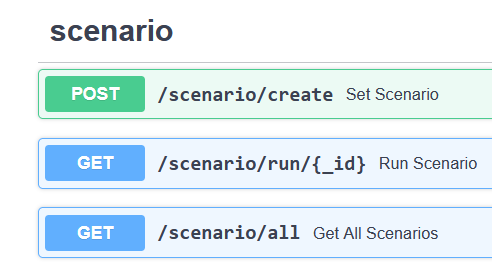 scenario
POST /scenario/create Set Scenario
GET /scenario/run/{_id} Run Scenario
GET /scenario/all Get All Scenarios